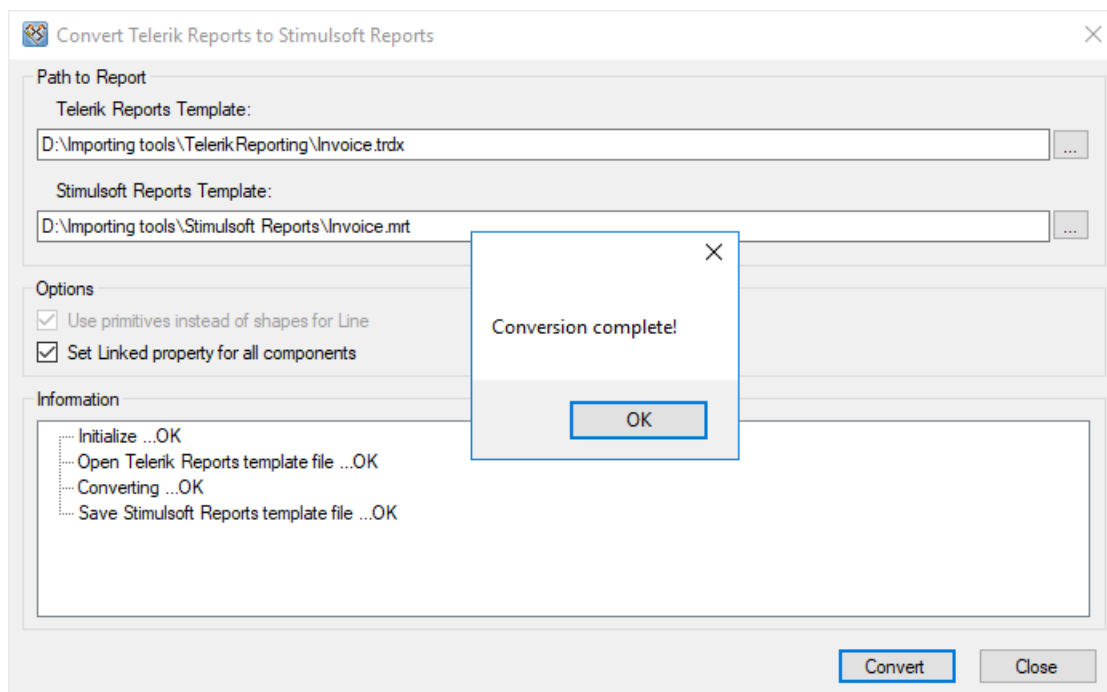 Convert Telerik Reports to Stimulsoft Reports
Path to Report
Telerik Reports Template:
D:\Importing tools\TelerikReporting\Invoice.trdx
...
Stimulsoft Reports Template:
D:\Importing tools\Stimulsoft Reports\Invoice.mrt
...
Options
Use primitives instead of shapes for Line
Set Linked property for all components
Conversion complete!
OK
Information
Initialize ...OK
Open Telerik Reports template file ...OK
Converting ...OK
Save Stimulsoft Reports template file ...OK
Convert
Close